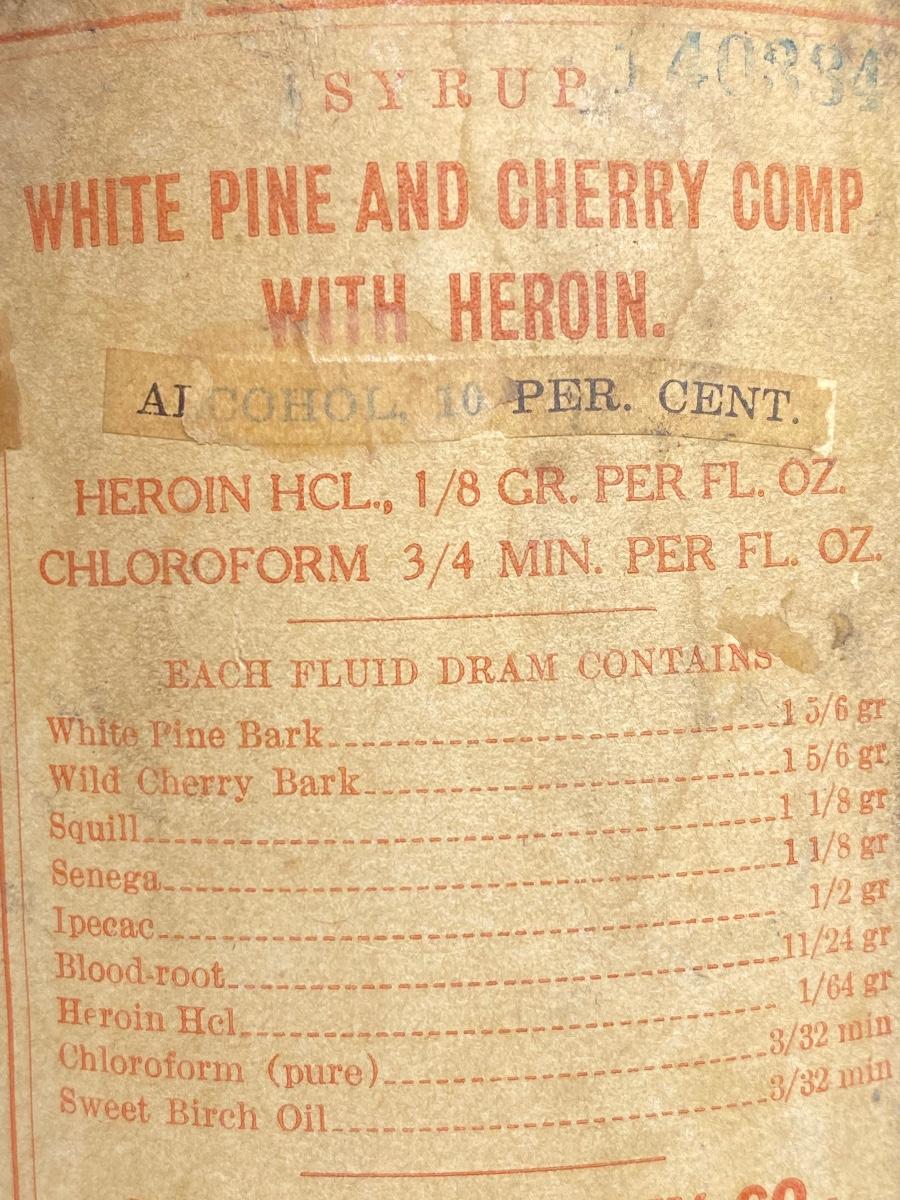 SYRUP
140884
WHITE PINE AND CHERRY COMP.
WITH HEROIN.
ALCOHOL, 10 PER. CENT.
HEROIN HCL., 1/8 GR. PER FL. OZ.
CHLOROFORM 3/4 MIN. PER FL. OZ.
EACH FLUID DRAM CONTAINS
White Pine Bark 1 5/6 gr
Wild Cherry Bark 1 5/6 gr.
Squill 1 1/8 gr
Senega 1 1/8 gr
Ipecac 1/2 gr
Blood-root 11/24 gr
Heroin Hcl 1/64 gr
Chloroform (pure) 3/32 min
Sweet Birch Oil 3/32 min